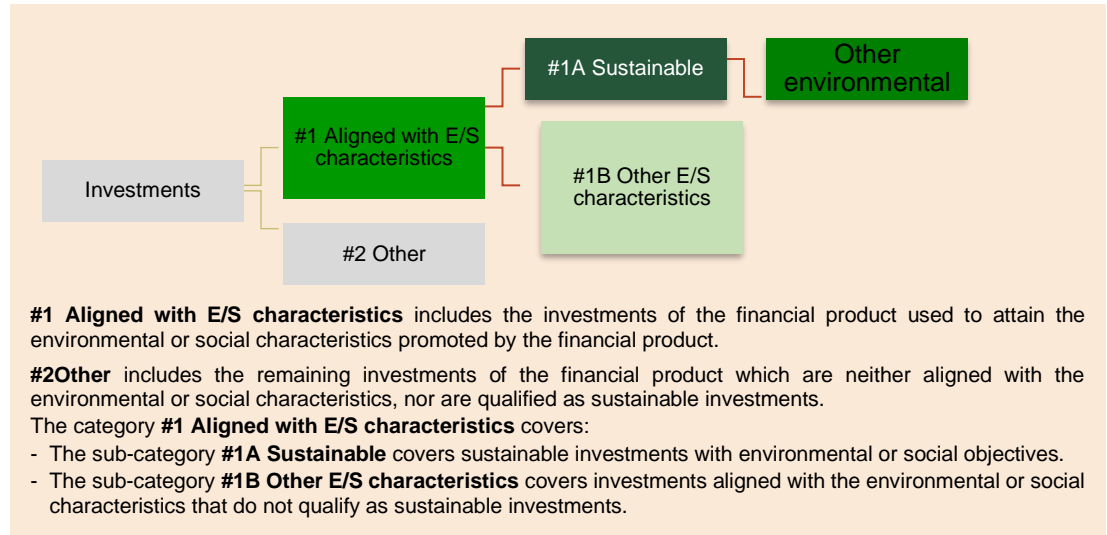 #1A Sustainable
Other
environmental
#1 Aligned with E/S
characteristics
#1B Other E/S
characteristics
Investments
#2 Other
#1 Aligned with E/S characteristics includes the investments of the financial product used to attain the
environmental or social characteristics promoted by the financial product.
#2Other includes the remaining investments of the financial product which are neither aligned with the
environmental or social characteristics, nor are qualified as sustainable investments.
The category #1 Aligned with E/S characteristics covers:
- The sub-category #1A Sustainable covers sustainable investments with environmental or social objectives.
- The sub-category #1B Other E/S characteristics covers investments aligned with the environmental or social
characteristics that do not qualify as sustainable investments.